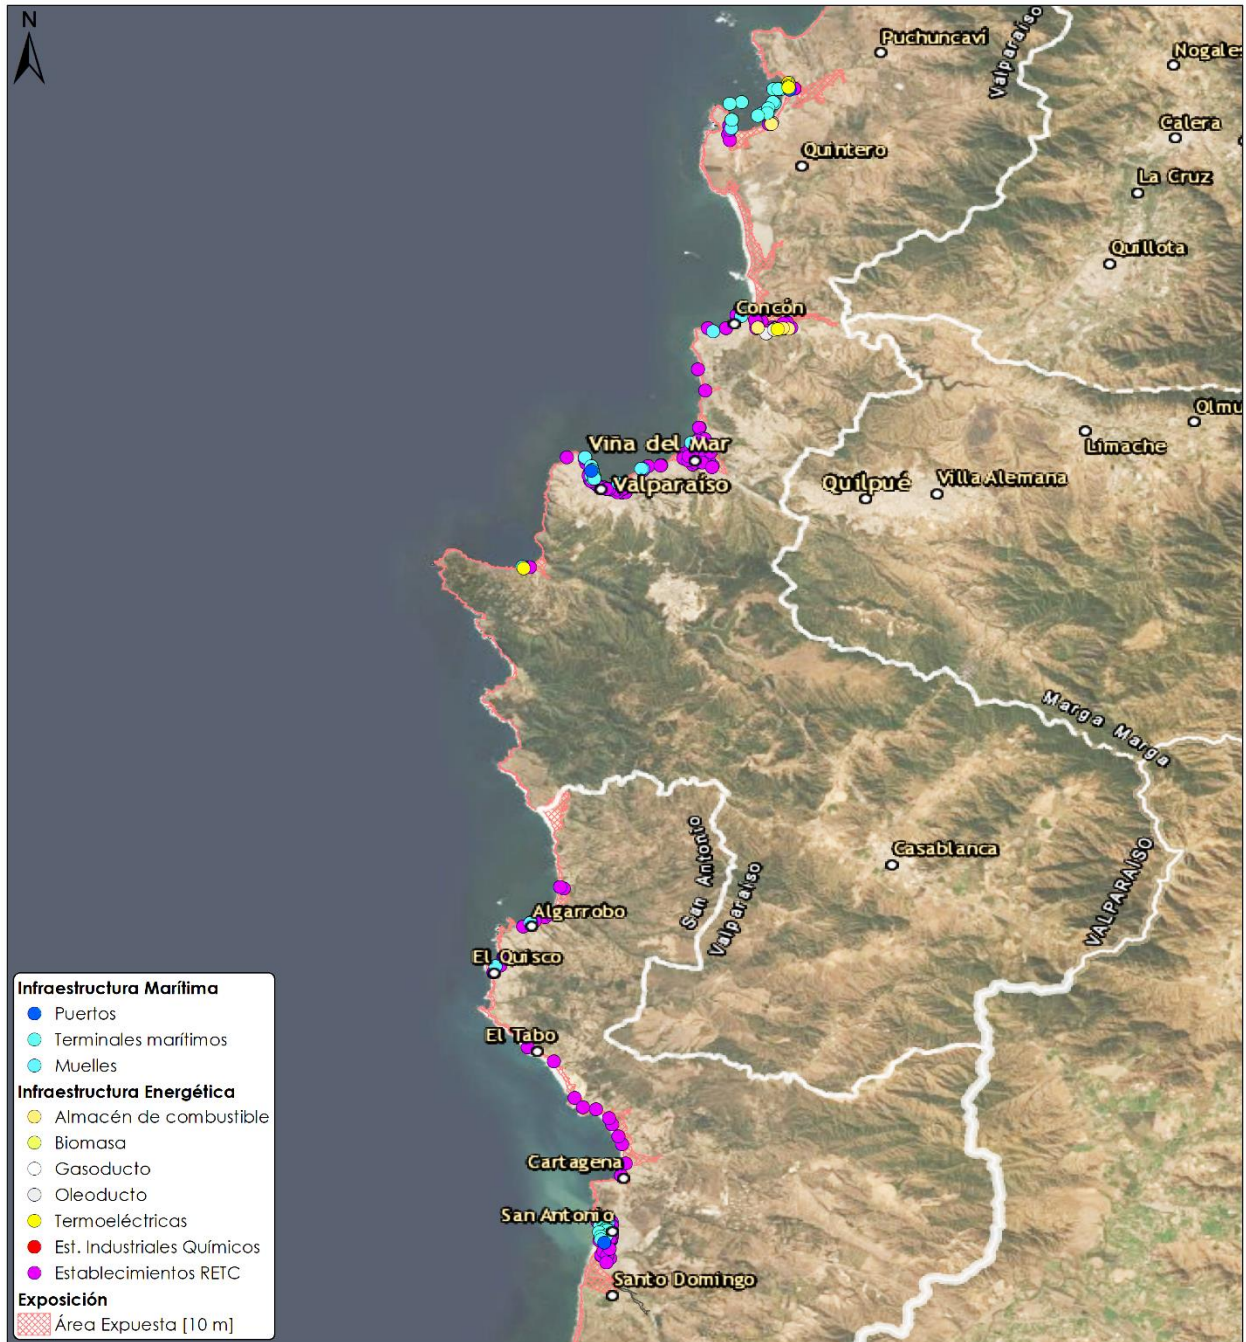 N
Puchuncaví
Valparaíso
Nogales
Calera
Quintero
La Cruz
Quillota
Concón
Olmu
Viña del Mar
Limache
Valparaíso
Quilpué
Villa Alemana
Marga Marga
San Antonio
Valparaíso
Casablanca
VALPARAÍSO
Algarrobo
El Quisco
El Tabo
Cartagena
San Antonio
Santo Domingo
Infraestructura Marítima
Puertos
Terminales marítimos
Muelles
Infraestructura Energética
Almacén de combustible
Biomasa
Gasoducto
Oleoducto
Termoeléctricas
Est. Industriales Químicos
Establecimientos RETC
Exposición
Área Expuesta [10 m]